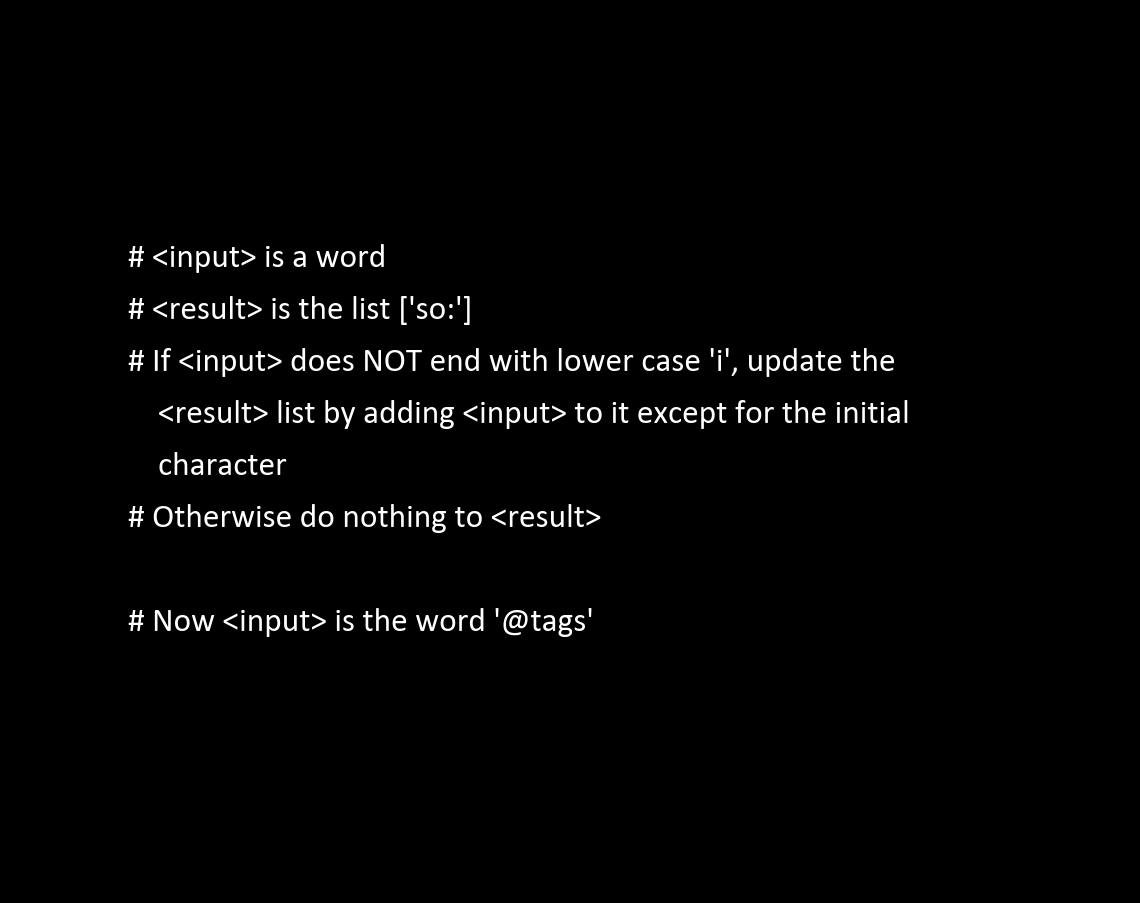 # <input> is a word
# <result> is the list ['so:']
# If <input> does NOT end with lower case 'i', update the
<result> list by adding <input> to it except for the initial
character
# Otherwise do nothing to <result>
# Now <input> is the word '@tags'